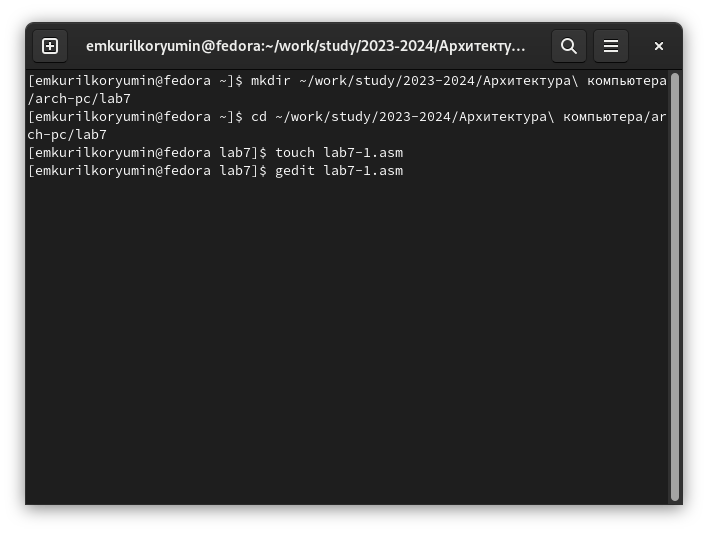 emkurilkoryumin@fedora:~/work/study/2023-2024/Архитекту...
[emkurilkoryumin@fedora ~]$ mkdir ~/work/study/2023-2024/Архитектура\ компьютера
/arch-pc/lab7
[emkurilkoryumin@fedora ~]$ cd ~/work/study/2023-2024/Архитектура\ компьютера/ar
ch-pc/lab7
[emkurilkoryumin@fedora lab7]$ touch lab7-1.asm
[emkurilkoryumin@fedora lab7]$ gedit lab7-1.asm